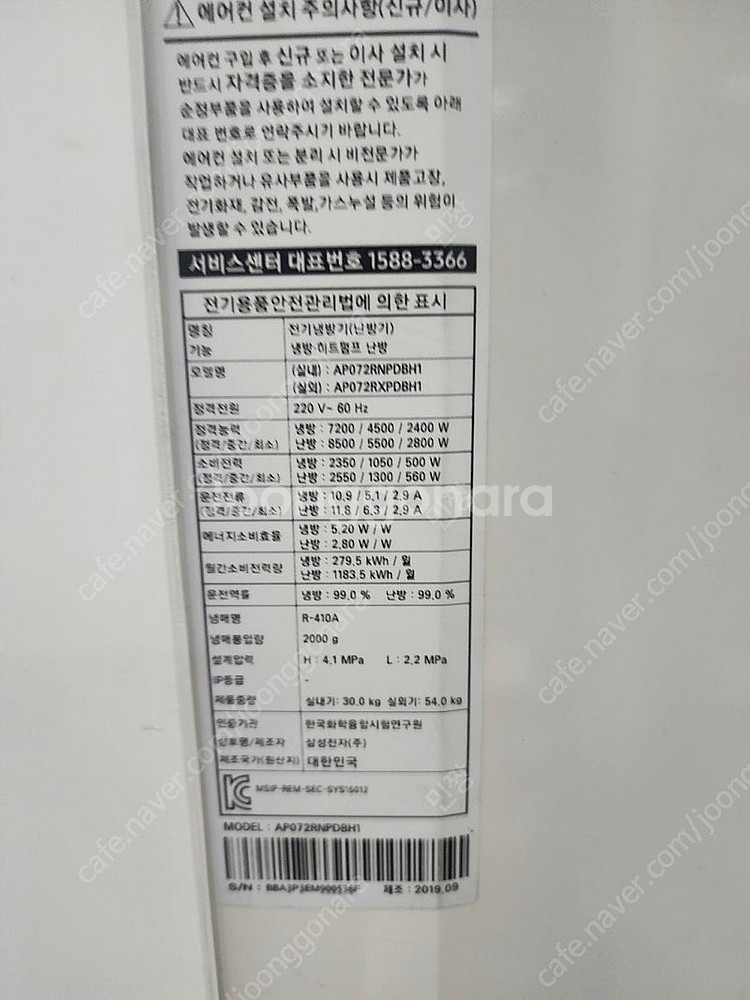 에어컨 설치 주의사항(신규/이사)
에어컨 구입 후 신규 또는 이사 설치 시
반드시 자격증을 소지한 전문가가
순정부품을 사용하여 설치할 수 있도록 아래
대표 번호로 연락주시기 바랍니다.
에어컨 설치 또는 분리 시 비전문가가
작업하거나 유사부품을 사용시 제품고장,
전기화재, 감전, 폭발,가스누설 등의 위험이
발생할 수 있습니다.
서비스센터 대표번호 1588-3366
전기용품안전관리법에 의한 표시
명칭 전기냉방기(난방기)
기능 냉방·히트펌프 난방
모델명 (실내) : AP072RNPDBH1
(실외) : AP072RXPDBH1
정격전원 220 V~ 60 Hz
정격능력 냉방 : 7200 / 4500 / 2400 W
(정격/중간/최소) 난방 : 8500 / 5500 / 2800 W
소비전력 냉방 : 2350 / 1050 / 500 W
(정격/중간/최소) 난방 : 2550 / 1300 / 560 W
운전전류 냉방 : 10.9 / 5.1 / 2.9 A
(정격/중간/최소) 난방 : 11.8 / 6.3 / 2.9 A
에너지소비효율 냉방 : 5.20 W / W
난방 : 2.80 W / W
월간소비전력량 냉방 : 279.5 kWh / 월
난방 : 1183.5 kWh / 월
운전역률 냉방 : 99.0 % 난방 : 99.0 %
냉매명 R-410A
냉매봉입량 2000 g
설계압력 H : 4.1 MPa L : 2.2 MPa
IP등급 -
제품중량 실내기: 30.0 kg 실외기: 54.0 kg
인증기관 한국화학융합시험연구원
상호명/제조자 삼성전자(주)
제조국가(원산지) 대한민국
MSIP-REM-SEC-SYS15012
MODEL : AP072RNPDBH1
S/N : 제조 : 2019.09
joonggonara
cafe.naver.com/joonggonara